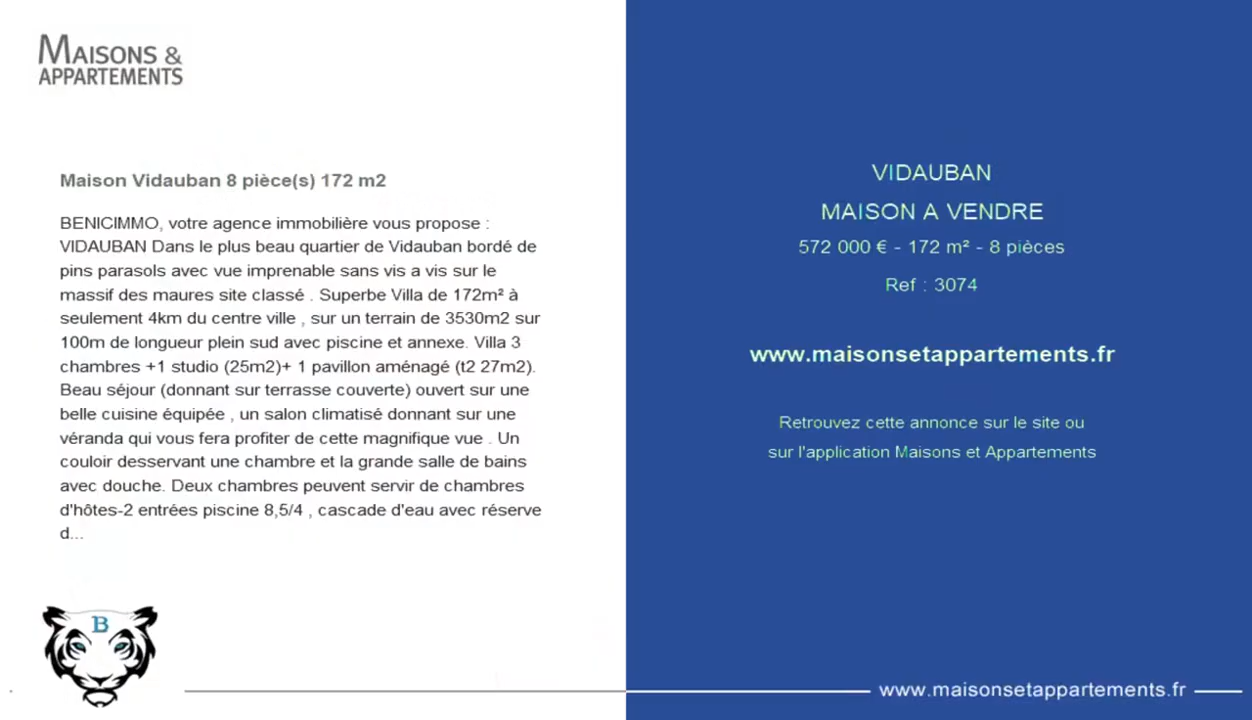 MAISONS &
APPARTEMENTS
Maison Vidauban 8 pièce(s) 172 m2
BENICIMMO, votre agence immobilière vous propose :
VIDAUBAN Dans le plus beau quartier de Vidauban bordé de
pins parasols avec vue imprenable sans vis a vis sur le
massif des maures site classé . Superbe Villa de 172m² à
seulement 4km du centre ville , sur un terrain de 3530m2 sur
100m de longueur plein sud avec piscine et annexe. Villa 3
chambres +1 studio (25m2)+ 1 pavillon aménagé (t2 27m2).
Beau séjour (donnant sur terrasse couverte) ouvert sur une
belle cuisine équipée , un salon climatisé donnant sur une
véranda qui vous fera profiter de cette magnifique vue . Un
couloir desservant une chambre et la grande salle de bains
avec douche. Deux chambres peuvent servir de chambres
d'hôtes-2 entrées piscine 8,5/4 , cascade d'eau avec réserve
d...
B
VIDAUBAN
MAISON A VENDRE
572 000 € - 172 m² - 8 pièces
Ref : 3074
www.maisonsetappartements.fr
Retrouvez cette annonce sur le site ou
sur l'application Maisons et Appartements
www.maisonsetappartements.fr